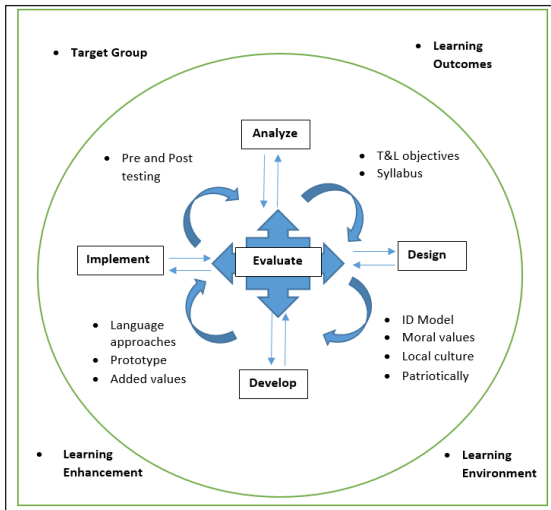 Target Group
Learning
Outcomes
Analyze
Pre and Post
testing
T&L objectives
Syllabus
Implement
Evaluate
Design
Language
approaches
Prototype
Added values
ID Model
Moral values
Local culture
Patriotically
Develop
Learning
Enhancement
Learning
Environment